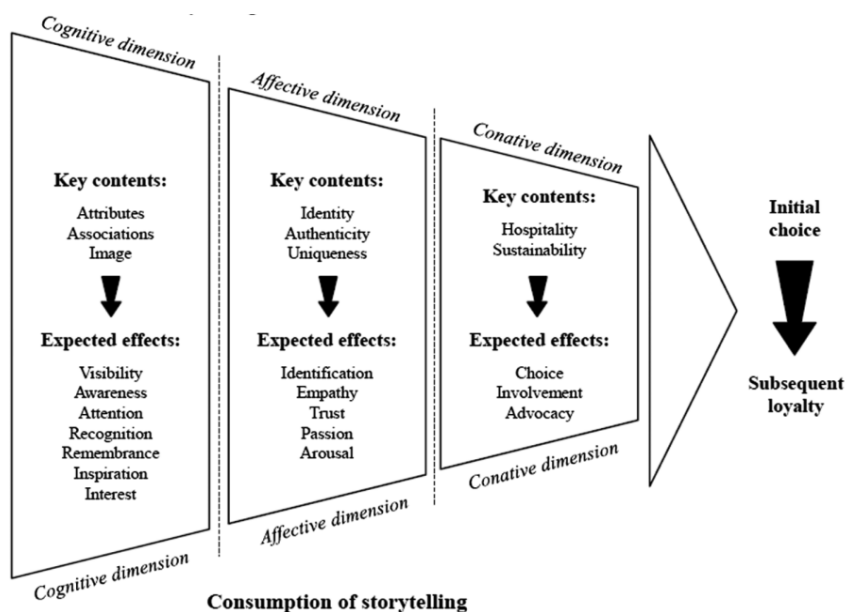 Cognitive dimension
Key contents:
Attributes
Associations
Image
Expected effects:
Visibility
Awareness
Attention
Recognition
Remembrance
Inspiration
Interest
Cognitive dimension
Affective dimension
Key contents:
Identity
Authenticity
Uniqueness
Expected effects:
Identification
Empathy
Trust
Passion
Arousal
Affective dimension
Conative dimension
Key contents:
Hospitality
Sustainability
Expected effects:
Choice
Involvement
Advocacy
Conative dimension
Initial
choice
Subsequent
loyalty
Consumption of storytelling